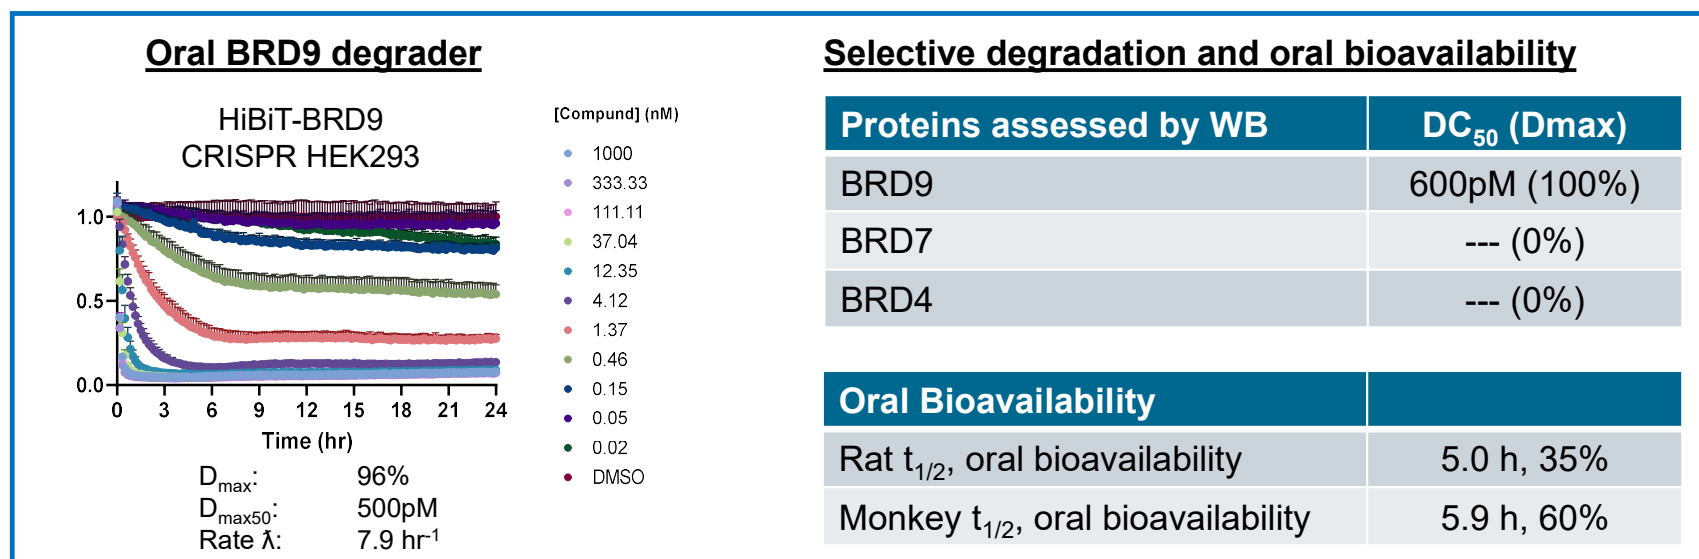 Oral BRD9 degrader
HiBiT-BRD9
CRISPR HEK293
[Compund] (nM)
1000
333.33
111.11
37.04
12.35
4.12
1.37
0.46
0.15
0.05
0.02
DMSO
1.0
0.5
0.0
0 3 6 9 12 15 18 21 24
Time (hr)
Dmax: 96%
Dmax50: 500pM
Rate ƛ: 7.9 hr-1
Selective degradation and oral bioavailability
Proteins assessed by WB DC50 (Dmax)
BRD9 600pM (100%)
BRD7 --- (0%)
BRD4 --- (0%)
Oral Bioavailability
Rat t1/2, oral bioavailability 5.0 h, 35%
Monkey t1/2, oral bioavailability 5.9 h, 60%